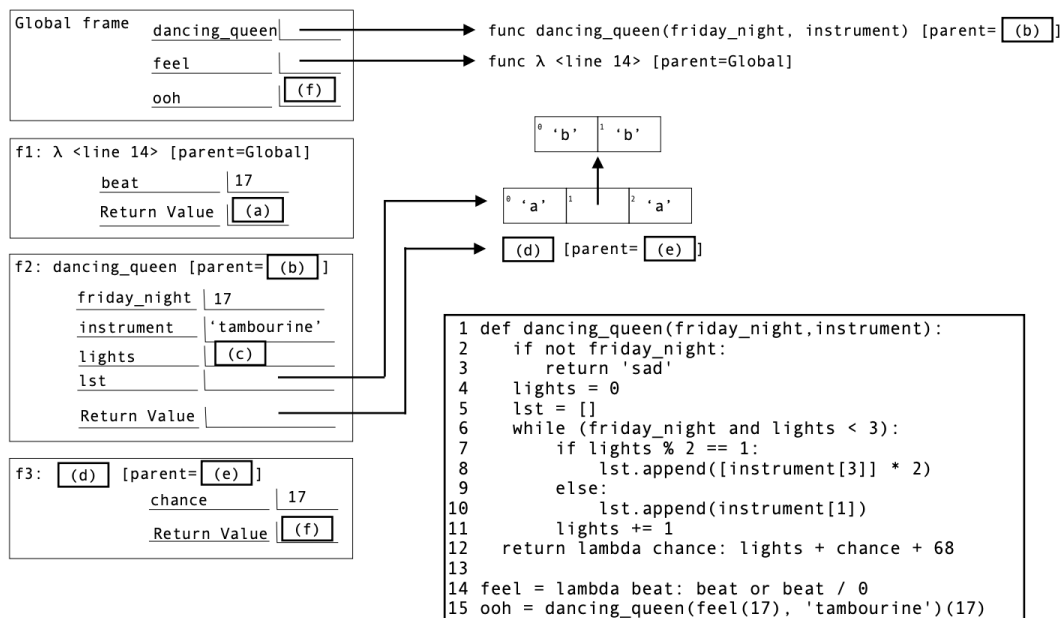 Global frame
dancing_queen
func dancing_queen(friday_night, instrument) [parent= (b) ]
feel
func λ <line 14> [parent=Global]
ooh (f)
0 ‘b’ 1 ‘b’
f1: λ <line 14> [parent=Global]
beat 17
Return Value (a)
0 ‘a’ 1 2 ‘a’
(d) [parent= (e) ]
f2: dancing_queen [parent= (b) ]
friday_night 17
instrument ‘tambourine’
lights (c)
lst
Return Value
f3: (d) [parent= (e) ]
chance 17
Return Value (f)
1 def dancing_queen(friday_night,instrument):
2 if not friday_night:
3 return 'sad'
4 lights = 0
5 lst = []
6 while (friday_night and lights < 3):
7 if lights % 2 == 1:
8 lst.append([instrument[3]] * 2)
9 else:
10 lst.append(instrument[1])
11 lights += 1
12 return lambda chance: lights + chance + 68
13
14 feel = lambda beat: beat or beat / 0
15 ooh = dancing_queen(feel(17), 'tambourine')(17)